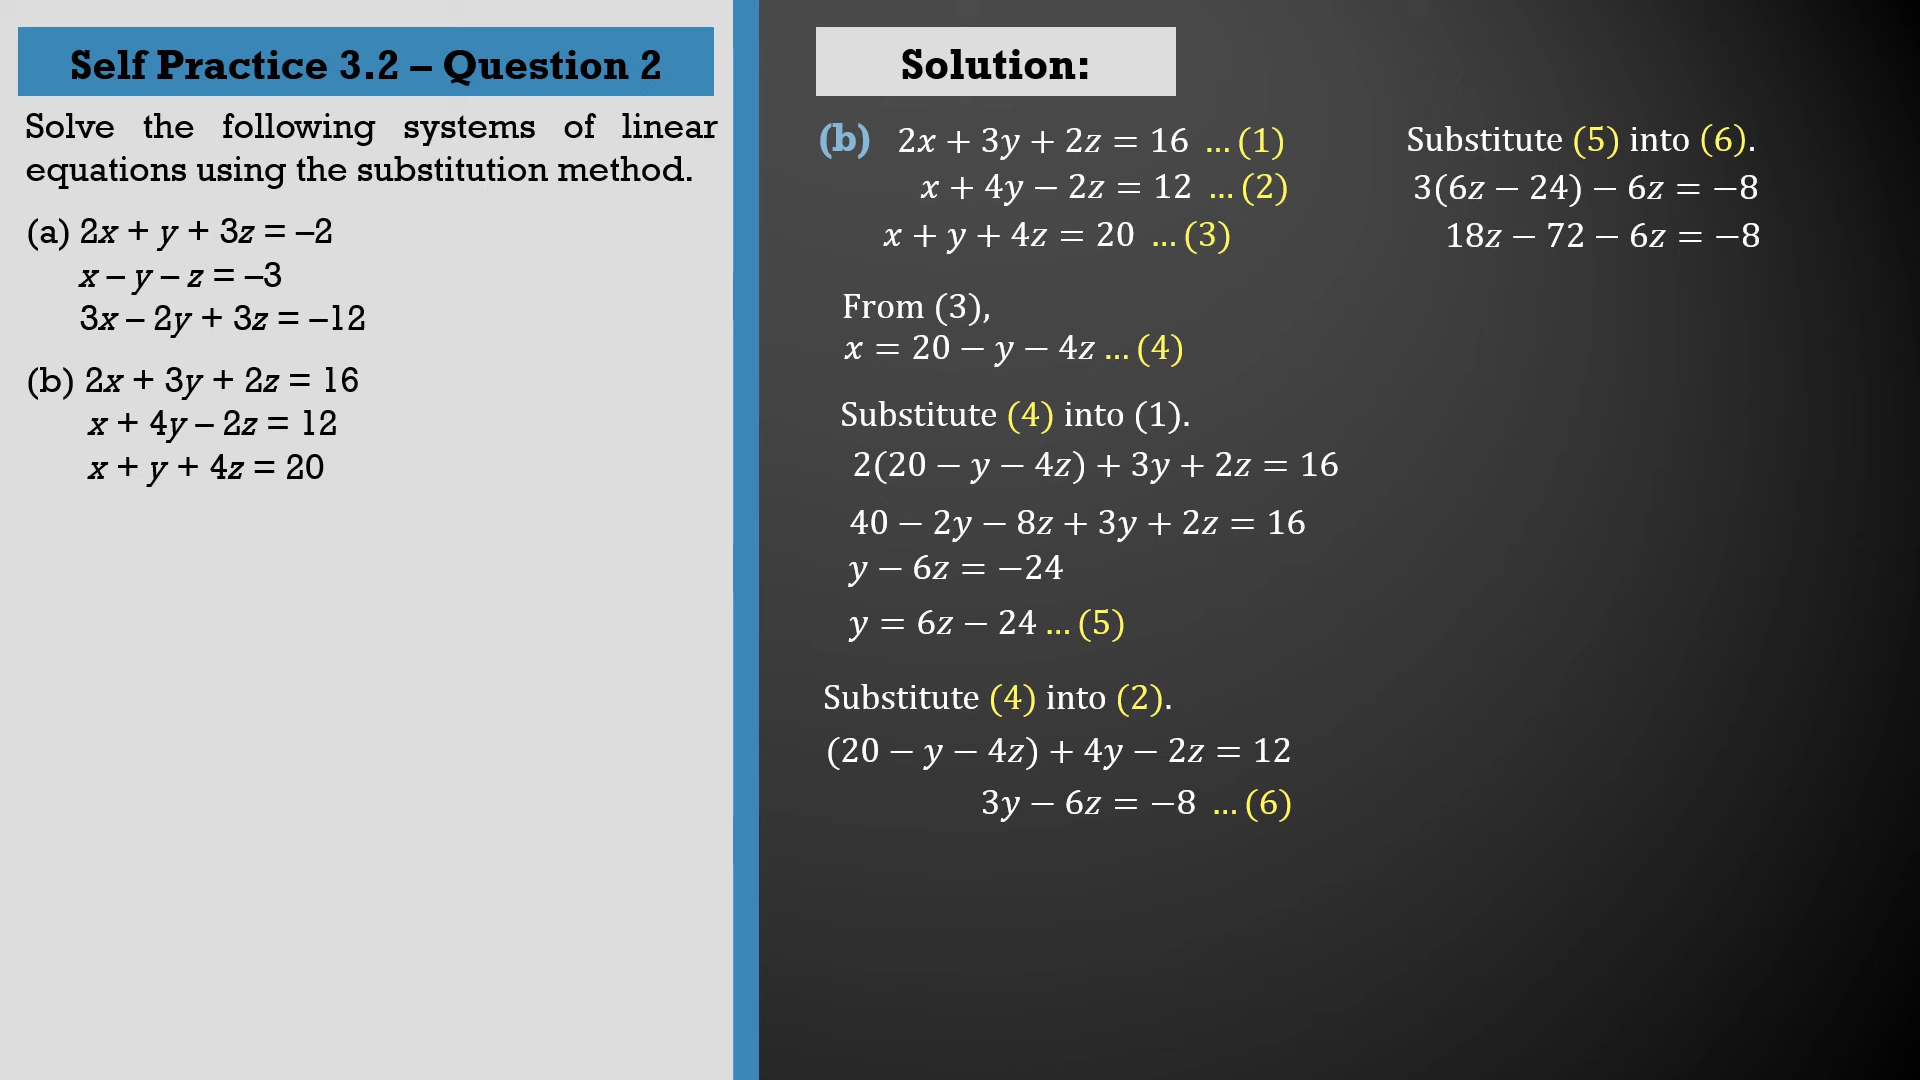 Self Practice 3.2 – Question 2
Solve the following systems of linear
equations using the substitution method.
(a) 2x + y + 3z = –2
x – y – z = –3
3x – 2y + 3z = –12
(b) 2x + 3y + 2z = 16
x + 4y – 2z = 12
x + y + 4z = 20
Solution:
(b) 2x + 3y + 2z = 16 … (1)
x + 4y − 2z = 12 … (2)
x + y + 4z = 20 … (3)
From (3),
x = 20 − y − 4z … (4)
Substitute (4) into (1).
2(20 − y − 4z) + 3y + 2z = 16
40 − 2y − 8z + 3y + 2z = 16
y − 6z = −24
y = 6z − 24 … (5)
Substitute (4) into (2).
(20 − y − 4z) + 4y − 2z = 12
3y − 6z = −8 … (6)
Substitute (5) into (6).
3(6z − 24) − 6z = −8
18z − 72 − 6z = −8